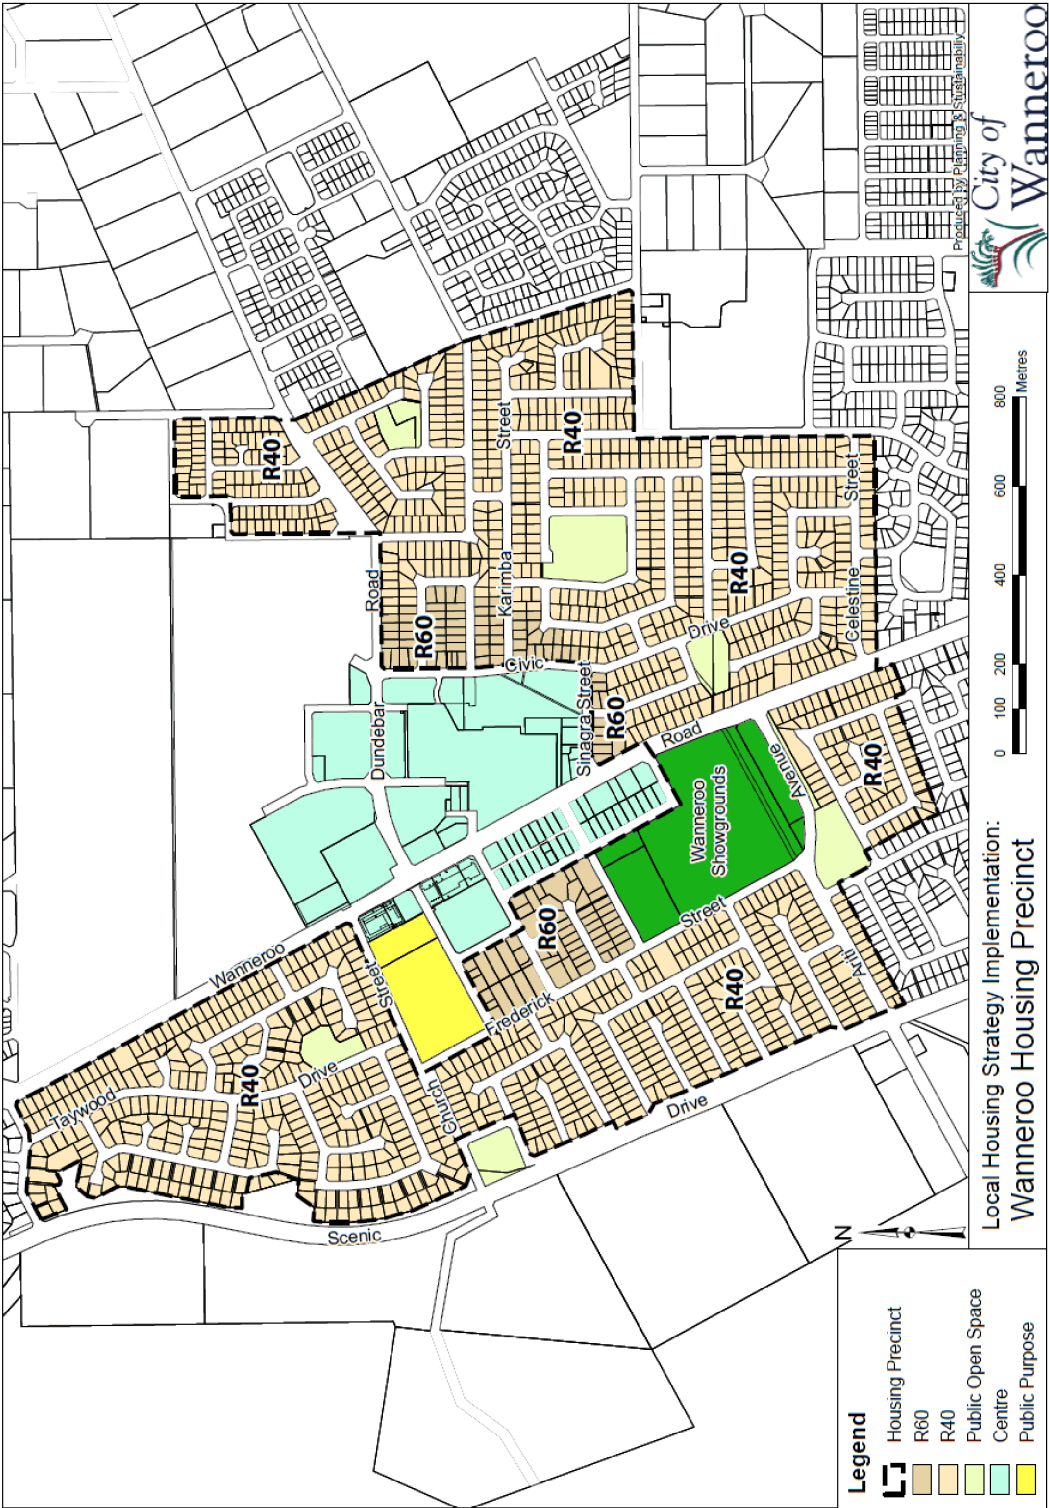 Taywood
Drive
R40
Scenic
Wanneroo
Street
Church
Frederick
R60
Drive
R40
Street
Ariti
Wanneroo
Showgrounds
Avenue
R40
Road
Dundebar
Road
R60
Civic
Sinagra Street
R60
Karimba
Street
R40
R40
R40
Drive
R40
Celestine
Street
Legend
Housing Precinct
R60
R40
Public Open Space
Centre
Public Purpose
N
Local Housing Strategy Implementation:
Wanneroo Housing Precinct
0 100 200 400 600 800
Metres
Produced by Planning & Sustainability
City of
Wanneroo